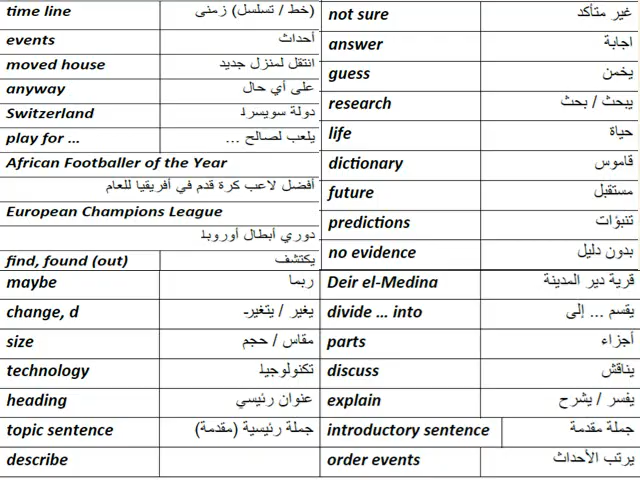 time line (خط / تسلسل) زمنى
events أحداث
moved house انتقل لمنزل جديد
anyway على أي حال
Switzerland دولة سويسرا
play for ... يلعب لصالح ...
African Footballer of the Year
أفضل لاعب كرة قدم في أفريقيا للعام
European Champions League
دوري أبطال أوروبا
find, found (out) يكتشف
maybe ربما
change, d يغير / يتغير
size مقاس / حجم
technology تكنولوجيا
heading عنوان رئيسي
topic sentence جملة رئيسية (مقدمة)
describe
not sure غير متأكد
answer اجابة
guess يخمن
research يبحث / بحث
life حياة
dictionary قاموس
future مستقبل
predictions تنبؤات
no evidence بدون دليل
Deir el-Medina قرية دير المدينة
divide ... into يقسم ... إلى
parts أجزاء
discuss يناقش
explain يفسر / يشرح
introductory sentence جملة مقدمة
order events يرتب الأحداث